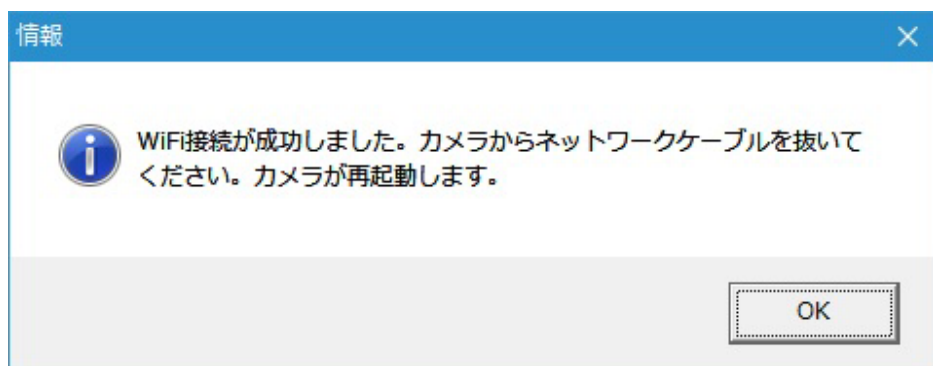 情報
WiFi接続が成功しました。カメラからネットワークケーブルを抜いて
ください。カメラが再起動します。
OK